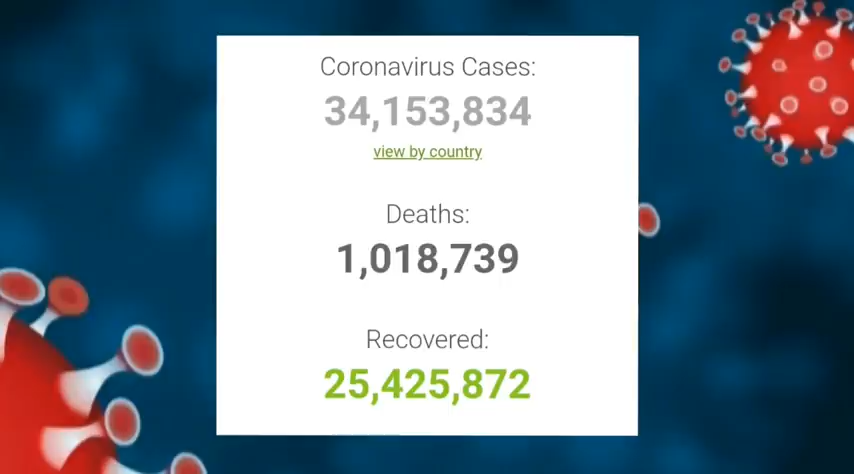 Coronavirus Cases:
34,153,834
view by country
Deaths:
1,018,739
Recovered:
25,425,872